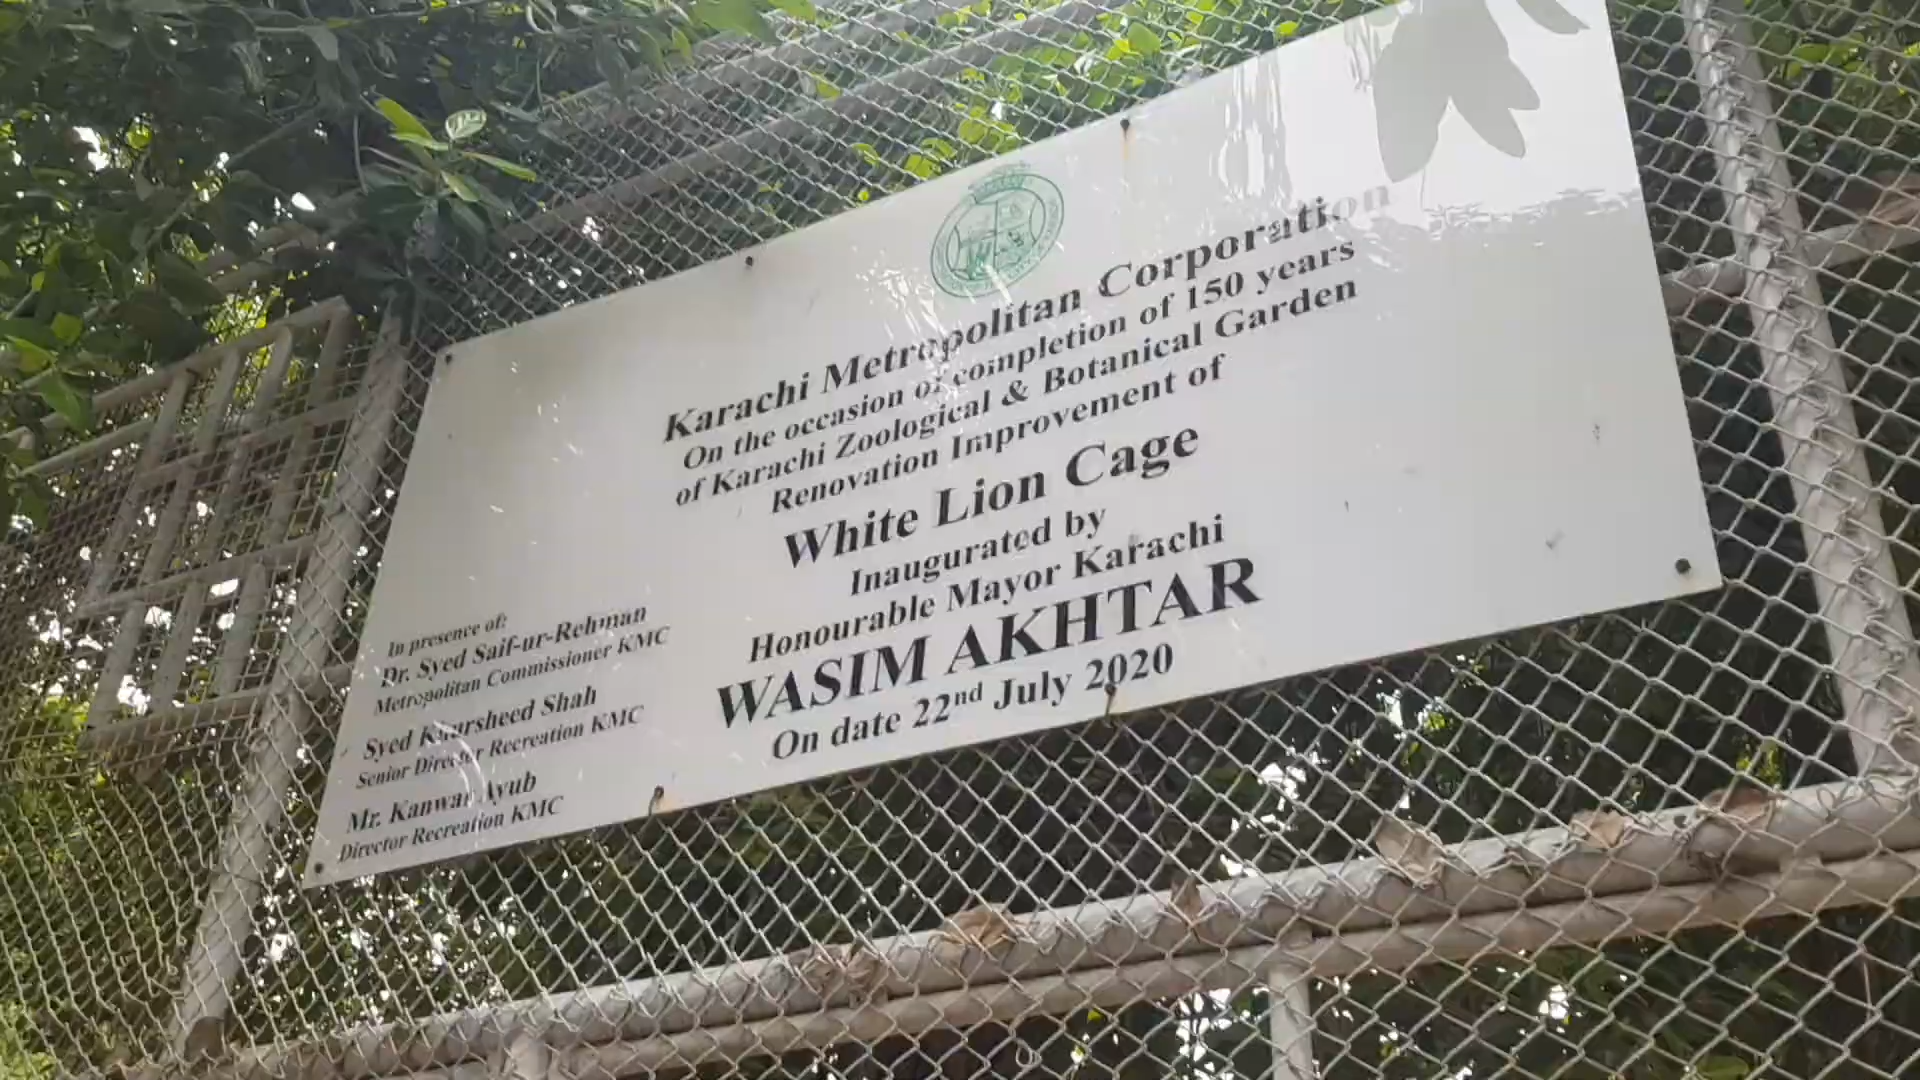 Karachi Metropolitan Corporation
On the occasion of completion of 150 years
of Karachi Zoological & Botanical Garden
Renovation Improvement of
White Lion Cage
Inaugurated by
Honourable Mayor Karachi
WASIM AKHTAR
On date 22nd July 2020
In presence of:
Dr. Syed Saif-ur-Rehman
Metropolitan Commissioner KMC
Syed Khursheed Shah
Senior Director Recreation KMC
Mr. Kanwar Ayub
Director Recreation KMC